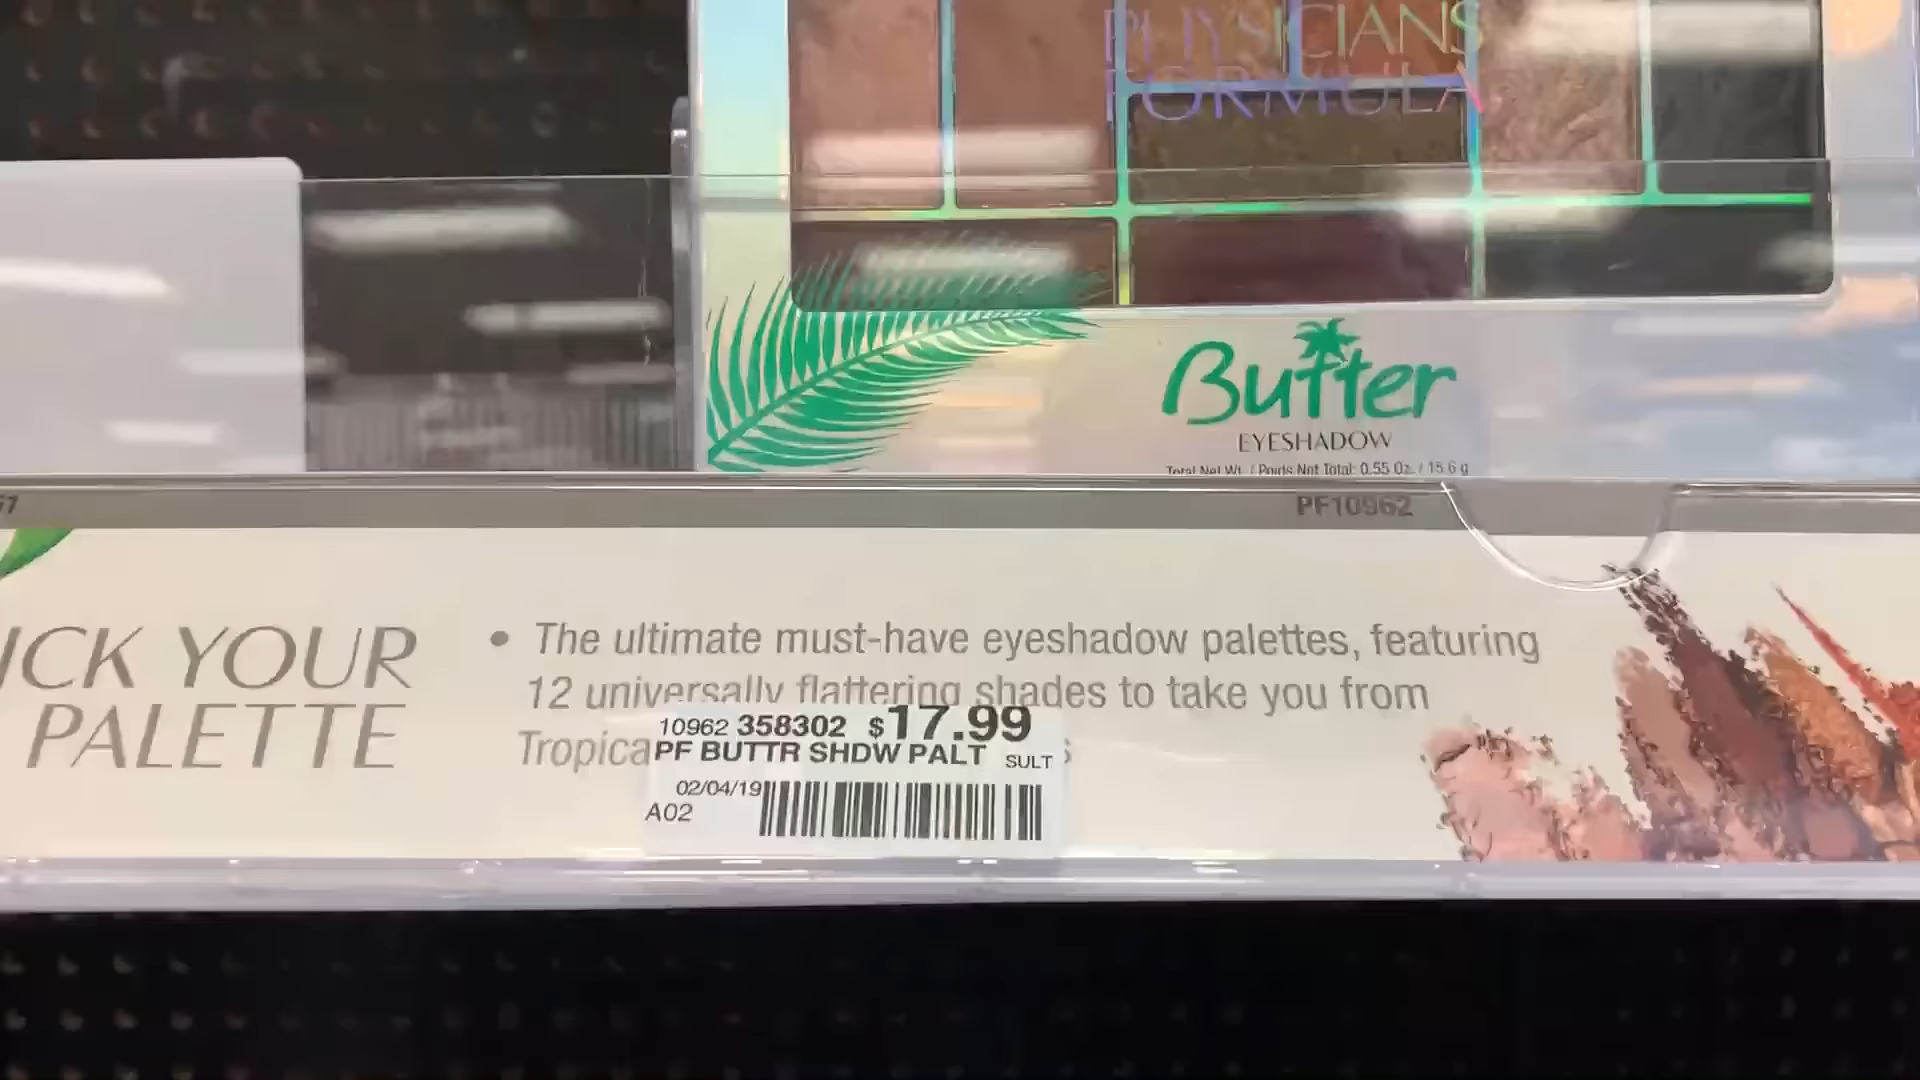 PHYSICIANS
FORMULA
Butter
EYESHADOW
Total Net Wt. / Poids Net Total: 0.55 Oz. / 15.6 g
PF10962
YOUR
PALETTE
• The ultimate must-have eyeshadow palettes, featuring
12 universally flattering shades to take you from
10962 358302 $17.99
PF BUTTR SHDW PALT SULT
02/04/19
A02